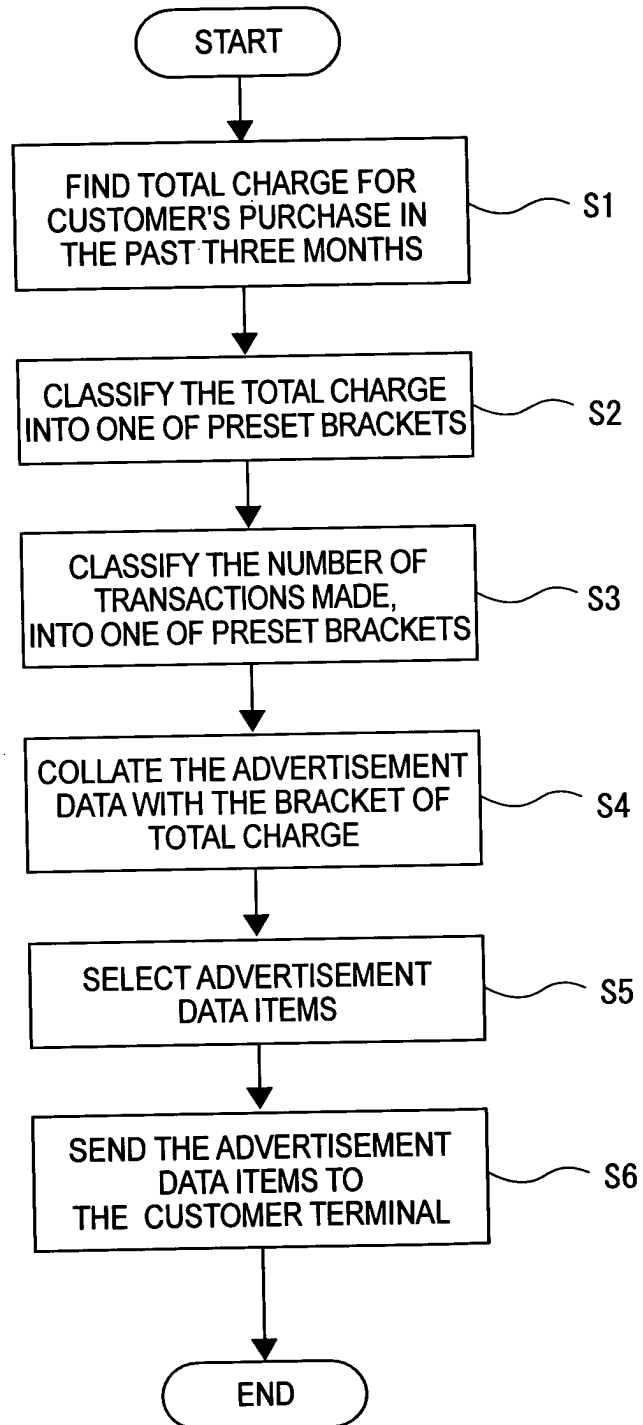 START
FIND TOTAL CHARGE FOR
CUSTOMER'S PURCHASE IN
THE PAST THREE MONTHS
S1
CLASSIFY THE TOTAL CHARGE
INTO ONE OF PRESET BRACKETS
S2
CLASSIFY THE NUMBER OF
TRANSACTIONS MADE,
INTO ONE OF PRESET BRACKETS
S3
COLLATE THE ADVERTISEMENT
DATA WITH THE BRACKET OF
TOTAL CHARGE
S4
SELECT ADVERTISEMENT
DATA ITEMS
S5
SEND THE ADVERTISEMENT
DATA ITEMS TO
THE CUSTOMER TERMINAL
S6
END